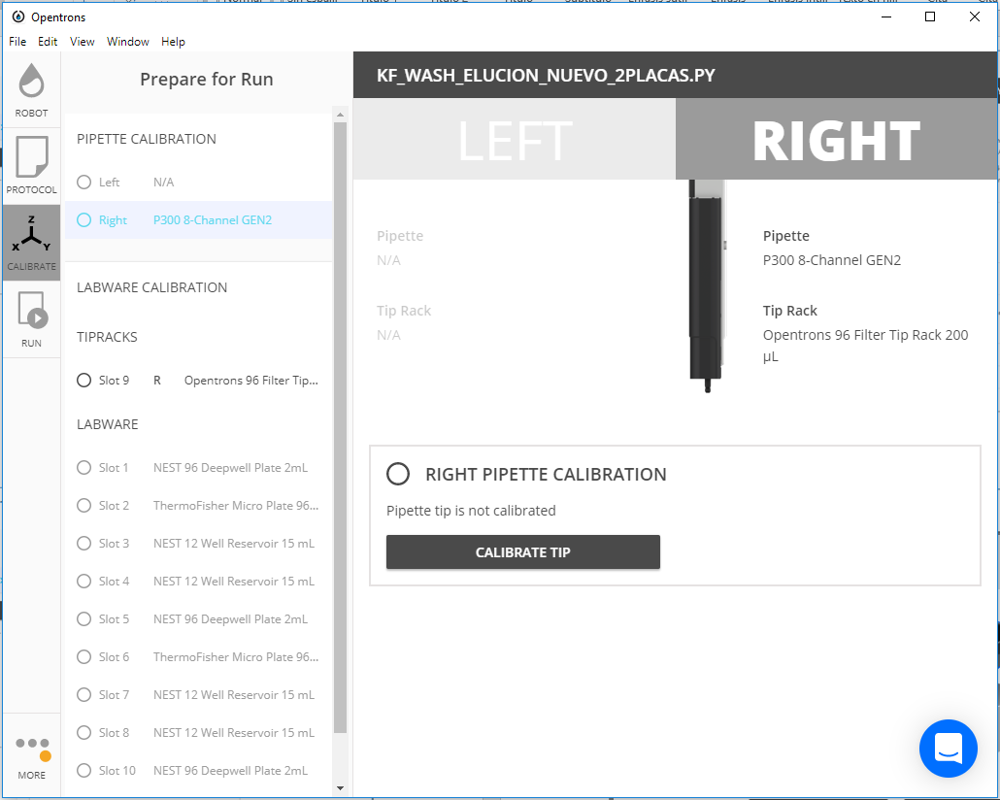 Opentrons
File Edit View Window Help
ROBOT
PROTOCOL
Z
X Y
CALIBRATE
RUN
MORE
Prepare for Run
PIPETTE CALIBRATION
Left N/A
Right P300 8-Channel GEN2
LABWARE CALIBRATION
TIPRACKS
Slot 9 R Opentrons 96 Filter Tip...
LABWARE
Slot 1 NEST 96 Deepwell Plate 2mL
Slot 2 ThermoFisher Micro Plate 96...
Slot 3 NEST 12 Well Reservoir 15 mL
Slot 4 NEST 12 Well Reservoir 15 mL
Slot 5 NEST 96 Deepwell Plate 2mL
Slot 6 ThermoFisher Micro Plate 96...
Slot 7 NEST 12 Well Reservoir 15 mL
Slot 8 NEST 12 Well Reservoir 15 mL
Slot 10 NEST 96 Deepwell Plate 2mL
KF_WASH_ELUCION_NUEVO_2PLACAS.PY
LEFT
RIGHT
Pipette
N/A
Tip Rack
N/A
Pipette
P300 8-Channel GEN2
Tip Rack
Opentrons 96 Filter Tip Rack 200
µL
RIGHT PIPETTE CALIBRATION
Pipette tip is not calibrated
CALIBRATE TIP